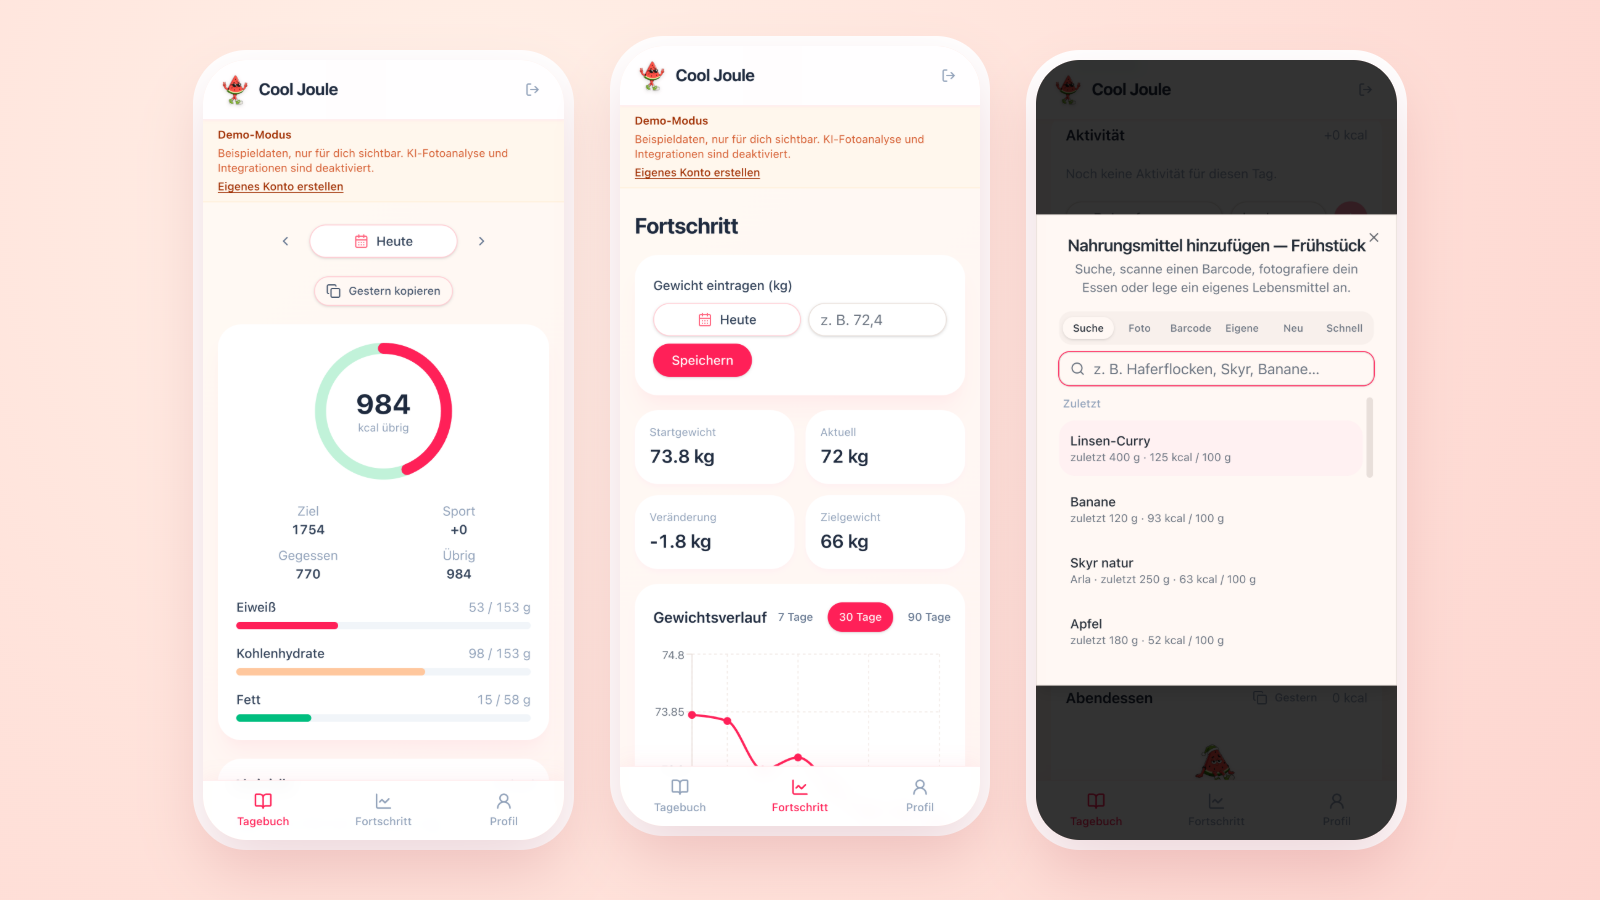 Cool Joule
Demo-Modus
Beispieldaten, nur für dich sichtbar. KI-Fotoanalyse und
Integrationen sind deaktiviert.
Eigenes Konto erstellen
Heute
Gestern kopieren
984
kcal übrig
Ziel
1754
Sport
+0
Gegessen
770
Übrig
984
Eiweiß 53 / 153 g
Kohlenhydrate 98 / 153 g
Fett 15 / 58 g
Tagebuch Fortschritt Profil
Cool Joule
Demo-Modus
Beispieldaten, nur für dich sichtbar. KI-Fotoanalyse und
Integrationen sind deaktiviert.
Eigenes Konto erstellen
Fortschritt
Gewicht eintragen (kg)
Heute z. B. 72,4
Speichern
Startgewicht
73.8 kg
Aktuell
72 kg
Veränderung
-1.8 kg
Zielgewicht
66 kg
Gewichtsverlauf 7 Tage 30 Tage 90 Tage
74.8
73.85
Tagebuch Fortschritt Profil
Cool Joule
Aktivität +0 kcal
Noch keine Aktivität für diesen Tag.
Nahrungsmittel hinzufügen — Frühstück
Suche, scanne einen Barcode, fotografiere dein
Essen oder lege ein eigenes Lebensmittel an.
Suche Foto Barcode Eigene Neu Schnell
z. B. Haferflocken, Skyr, Banane...
Zuletzt
Linsen-Curry
zuletzt 400 g · 125 kcal / 100 g
Banane
zuletzt 120 g · 93 kcal / 100 g
Skyr natur
Arla · zuletzt 250 g · 63 kcal / 100 g
Apfel
zuletzt 180 g · 52 kcal / 100 g
Abendessen Gestern 0 kcal
Tagebuch Fortschritt Profil